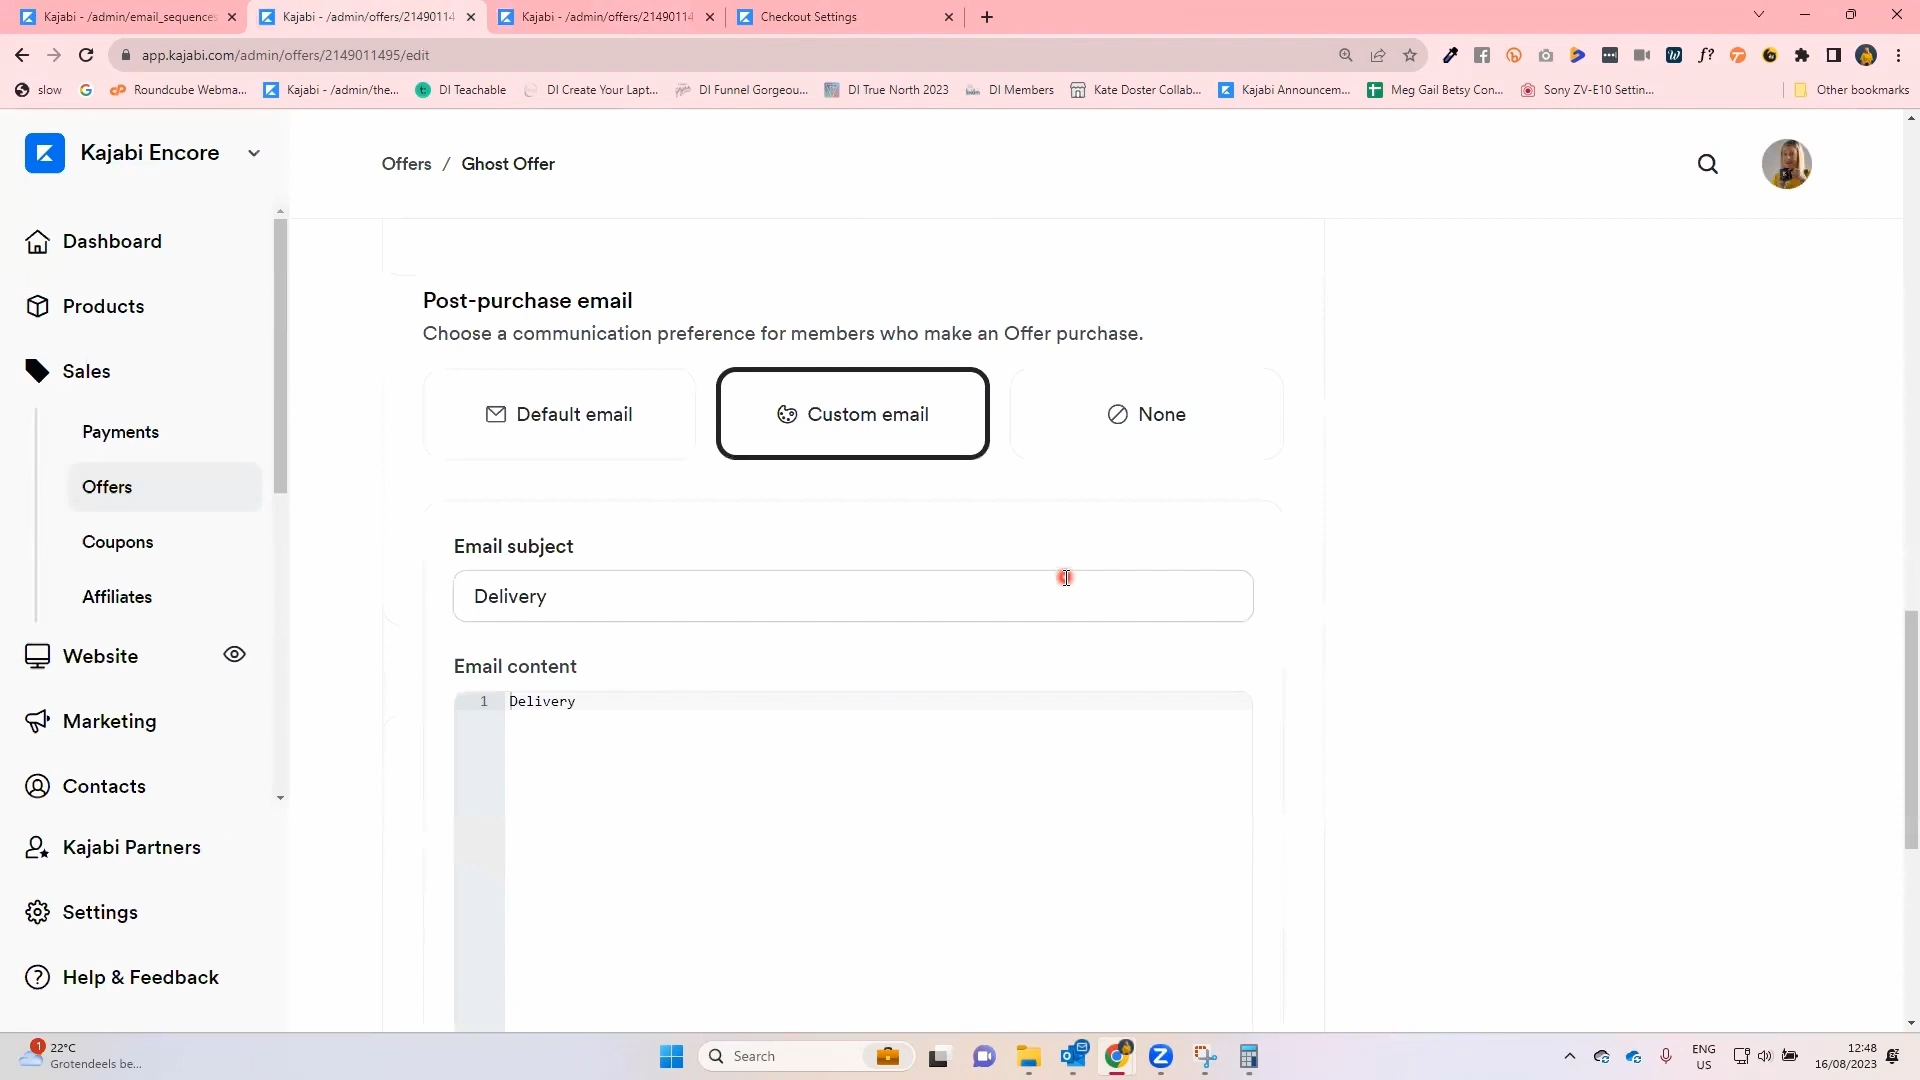 Kajabi - /admin/email_sequences
Kajabi - /admin/offers/21490114
Kajabi - /admin/offers/21490114
Checkout Settings
app.kajabi.com/admin/offers/2149011495/edit
slow
Roundcube Webma...
Kajabi - /admin/the...
DI Teachable
DI Create Your Lapt...
DI Funnel Gorgeou...
DI True North 2023
DI Members
Kate Doster Collab...
Kajabi Announcem...
Meg Gail Betsy Con...
Sony ZV-E10 Settin...
Other bookmarks
Kajabi Encore
Offers / Ghost Offer
Dashboard
Products
Sales
Payments
Offers
Coupons
Affiliates
Website
Marketing
Contacts
Kajabi Partners
Settings
Help & Feedback
Post-purchase email
Choose a communication preference for members who make an Offer purchase.
Default email
Custom email
None
Email subject
Delivery
Email content
1 Delivery
1
22°C
Grotendeels be...
Search
ENG
US
12:48
16/08/2023